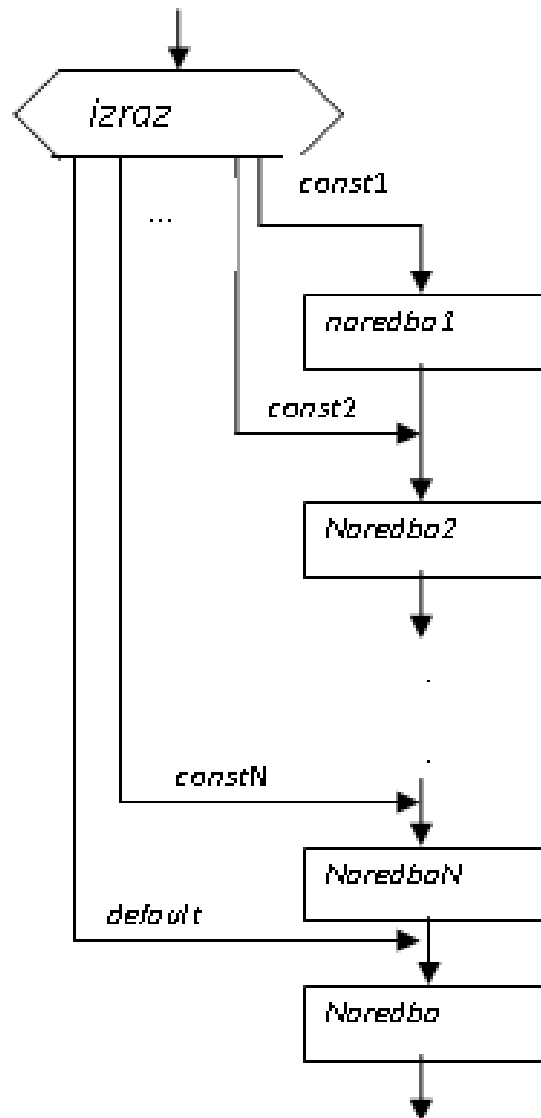 izraz
const1
...
naredba1
const2
Naredba2
.
.
constN
NaredbaN
default
Naredba